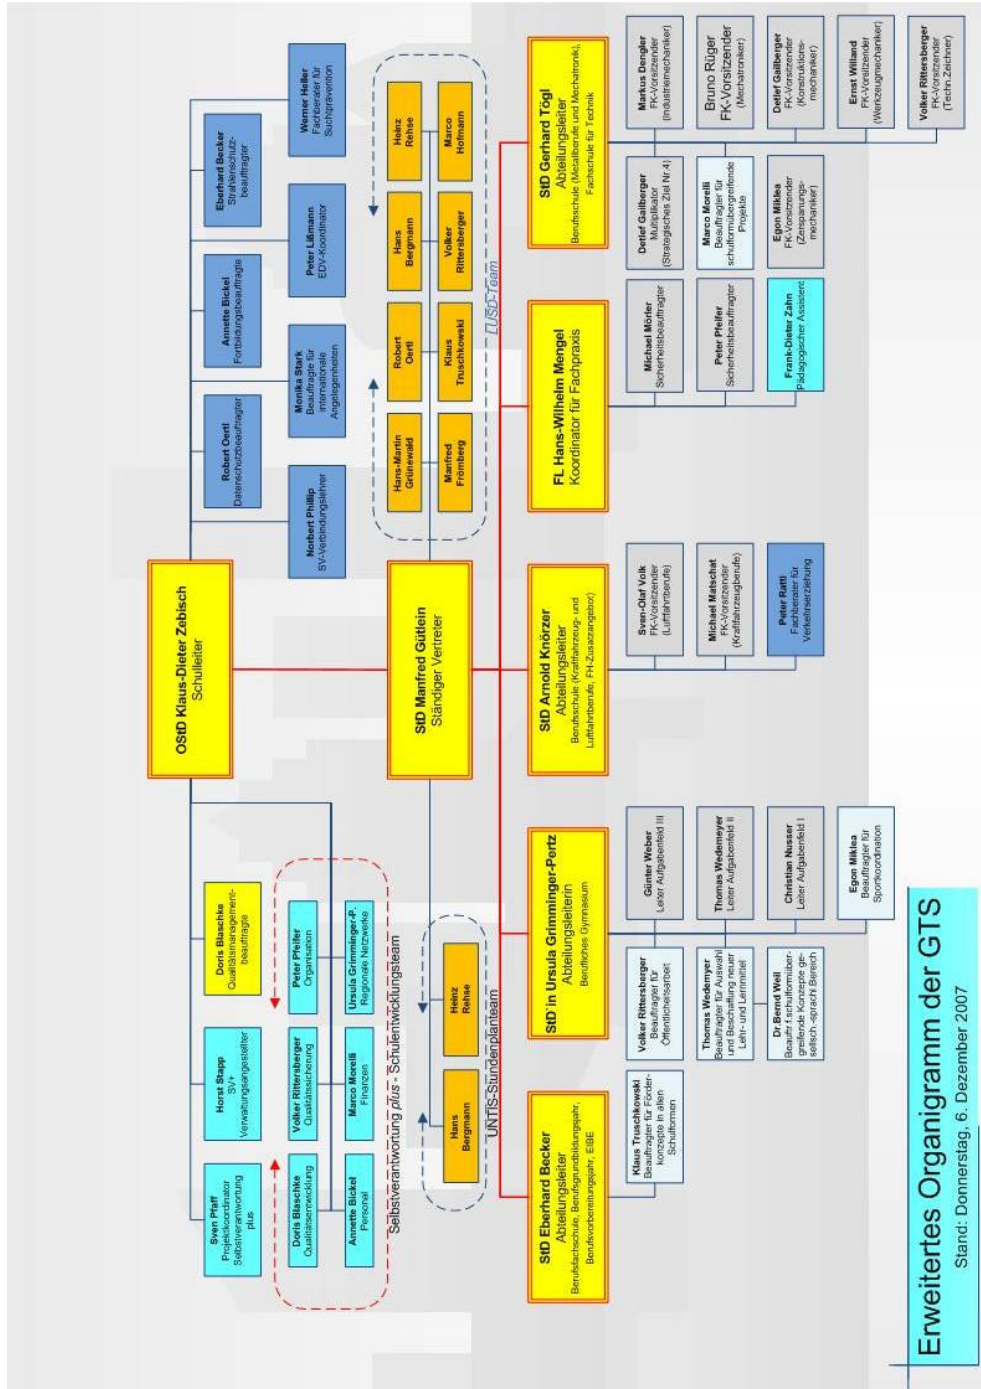 OStD Klaus-Dieter Zebisch
Schulleiter
Sven Pfaff
Projektkoordinator
Selbstverantwortung
plus
Horst Stapp
SV+
Verwaltungsangestellter
Doris Blaschke
Qualitätsmanagement-
beauftragte
Robert Oertl
Datenschutzbeauftragter
Annette Bickel
Fortbildungsbeauftragte
Eberhard Becker
Strahlenschutz-
beauftragter
Doris Blaschke
Qualitätsentwicklung
Volker Rittersberger
Qualitätssicherung
Peter Pfeifer
Organisation
Norbert Phillip
SV-Verbindungslehrer
Monika Stark
Beauftragte für
internationale
Angelegenheiten
Peter Lißmann
EDV-Koordinator
Werner Heller
Fachberater für
Suchtprävention
Annette Bickel
Personal
Marco Morelli
Finanzen
Ursula Grimminger-P.
Regionale Netzwerke
Selbstverantwortung plus - Schulentwicklungsteam
StD Manfred Gütlein
Ständiger Vertreter
Hans-Martin
Grünewald
Robert
Oertl
Hans
Bergmann
Heinz
Rehse
Manfred
Frömberg
Klaus
Truschkowski
Volker
Rittersberger
Marco
Hofmann
LUSD-Team
Hans
Bergmann
Heinz
Rehse
UNTIS-Stundenplanteam
StD Eberhard Becker
Abteilungsleiter
Berufsfachschule, Berufsgrundbildungsjahr,
Berufsvorbereitungsjahr, EIBE
Klaus Truschkowski
Beauftragter für Förder-
konzepte in allen
Schulformen
StD´in Ursula Grimminger-Pertz
Abteilungsleiterin
Berufliches Gymnasium
Volker Rittersberger
Beauftragter für
Öffentlichkeitsarbeit
Günter Weber
Leiter Aufgabenfeld III
Thomas Wedemyer
Beauftragter für Auswahl
und Beschaffung neuer
Lehr- und Lernmittel
Thomas Wedemeyer
Leiter Aufgabenfeld II
Dr.Bernd Weil
Beauftr.f.schulformüber-
greifende Konzepte ge-
sellsch.-sprachl.Bereich
Christian Nusser
Leiter Aufgabenfeld I
Egon Miklea
Beauftragter für
Sportkoordination
StD Arnold Knörzer
Abteilungsleiter
Berufsschule (Kraftfahrzeug- und
Luftfahrtberufe, FH-Zusatzangebot)
Sven-Olaf Volk
FK-Vorsitzender
(Luftfahrtberufe)
Michael Matschat
FK-Vorsitzender
(Kraftfahrzeugberufe)
Peter Ratti
Fachberater für
Verkehrserziehung
FL Hans-Wilhelm Mengel
Koordinator für Fachpraxis
Michael Mörler
Sicherheitsbeauftragter
Peter Pfeifer
Sicherheitsbeauftragter
Frank-Dieter Zahn
Pädagogischer Assistent
StD Gerhard Tögl
Abteilungsleiter
Berufsschule (Metallberufe und Mechatronik),
Fachschule für Technik
Detlef Gailberger
Multiplikator
(Strategisches Ziel Nr 4)
Markus Dengler
FK-Vorsitzender
(Industriemechaniker)
Marco Morelli
Beauftragter für
schulformübergreifende
Projekte
Bruno Rüger
FK-Vorsitzender
(Mechatroniker)
Egon Miklea
FK-Vorsitzender
(Zerspanungs-
mechaniker)
Detlef Gailberger
FK-Vorsitzender
(Konstruktions-
mechaniker)
Ernst Willand
FK-Vorsitzender
(Werkzeugmechaniker)
Volker Rittersberger
FK-Vorsitzender
(Techn.Zeichner)
Erweitertes Organigramm der GTS
Stand: Donnerstag, 6. Dezember 2007